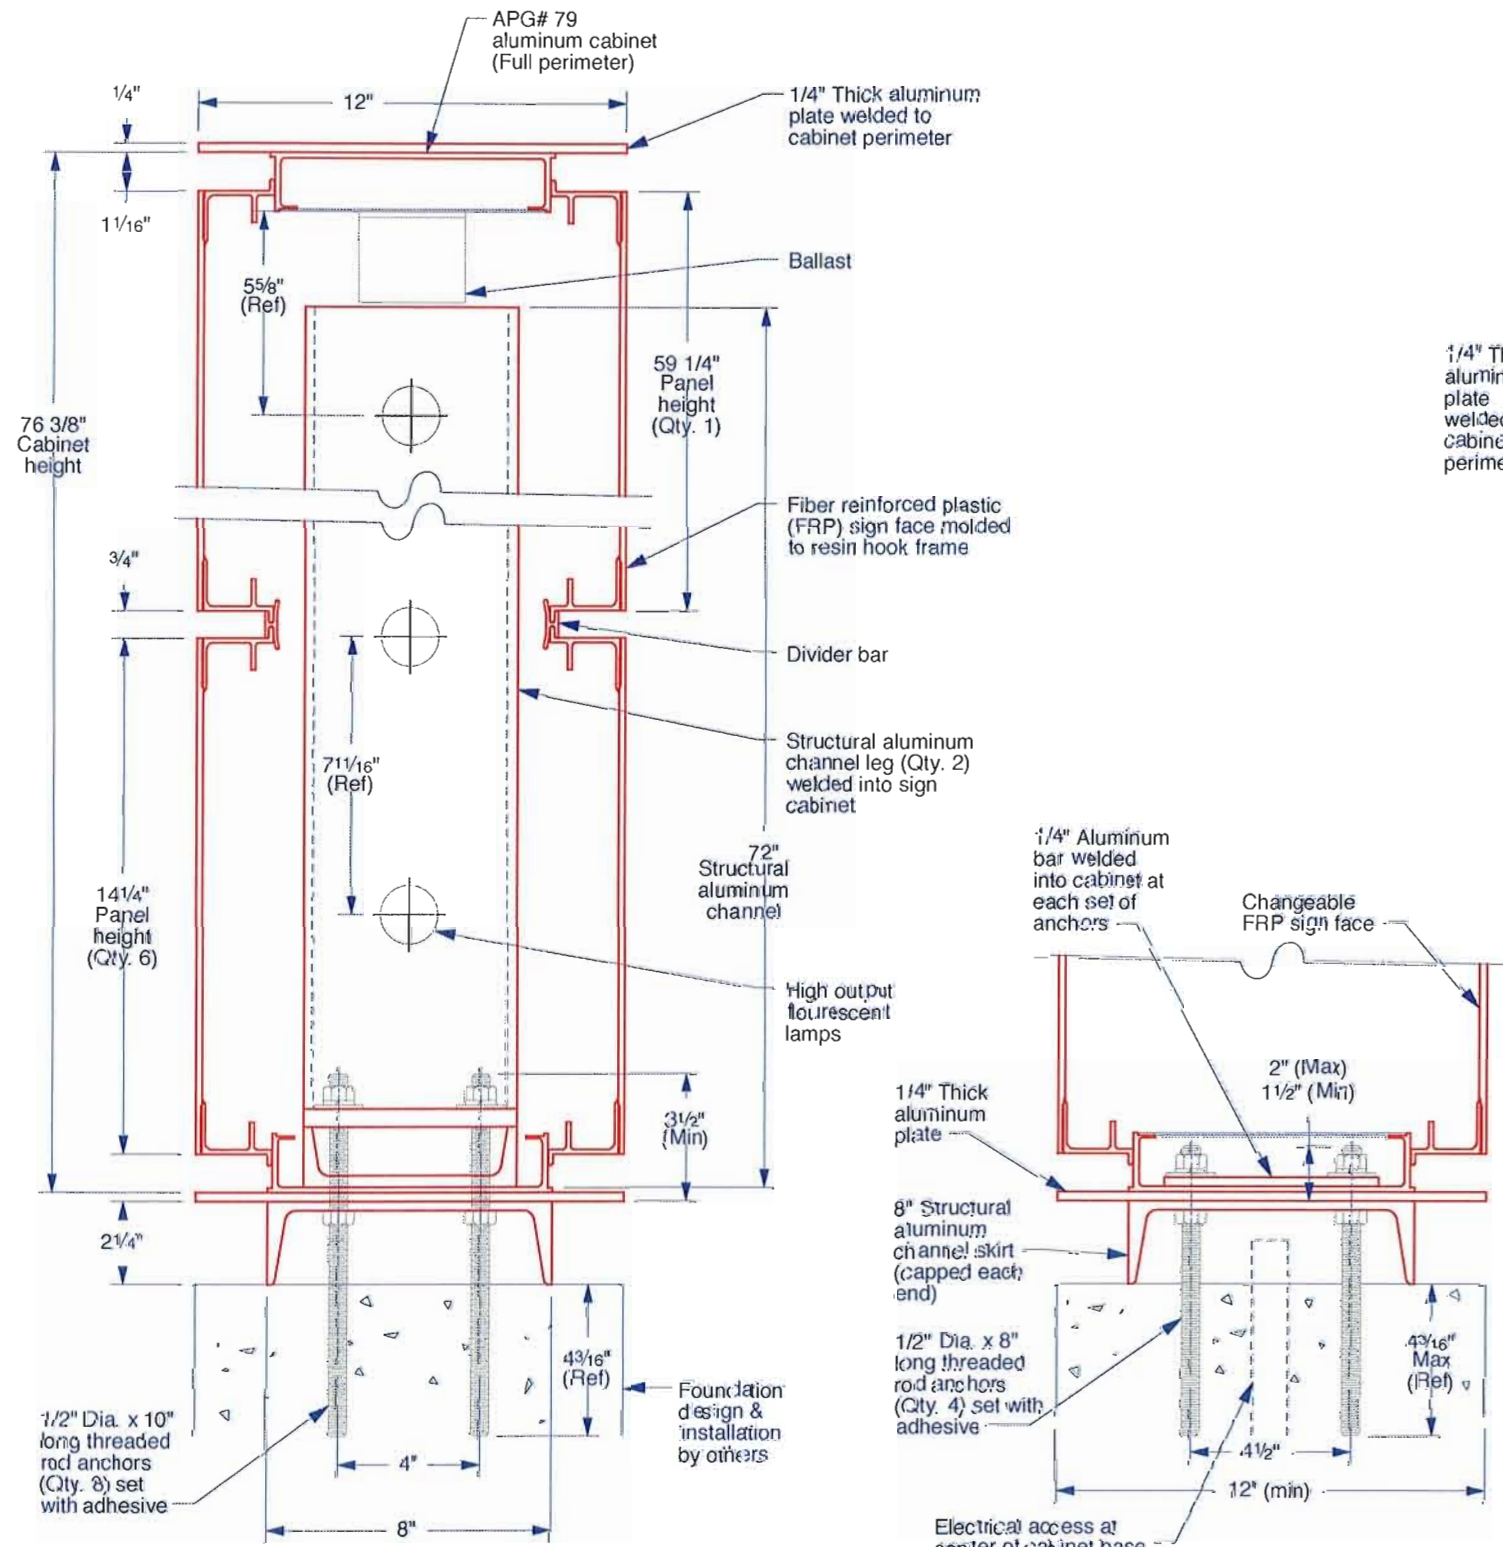 APG# 79
aluminum cabinet
(Full perimeter)
1/4"
12"
1/4" Thick aluminum
plate welded to
cabinet perimeter
1 1/16"
5 5/8"
(Ref)
Ballast
59 1/4"
Panel
height
(Qty. 1)
76 3/8"
Cabinet
height
Fiber reinforced plastic
(FRP) sign face molded
to resin hook frame
3/4"
Divider bar
Structural aluminum
channel leg (Qty. 2)
welded into sign
cabinet
7 11/16"
(Ref)
72"
Structural
aluminum
channel
14 1/4"
Panel
height
(Qty. 6)
High output
flourescent
lamps
3 1/2"
(Min)
2 1/4"
4 3/16"
(Ref)
Foundation
design &
installation
by others
1/2" Dia. x 10"
long threaded
rod anchors
(Qty. 8) set
with adhesive
4"
8"
1/4"
plate
1/4" Aluminum
bar welded
into cabinet at
each set of
anchors
Changeable
FRP sign face
2" (Max)
1 1/2" (Min)
1/4" Thick
aluminum
plate
8" Structural
aluminum
channel skirt
(capped each
end)
1/2" Dia. x 8"
long threaded
rod anchors
(Qty. 4) set with
adhesive
4 3/16"
Max
(Ref)
4 1/2"
12" (min)
Electrical access at
center of cabinet base